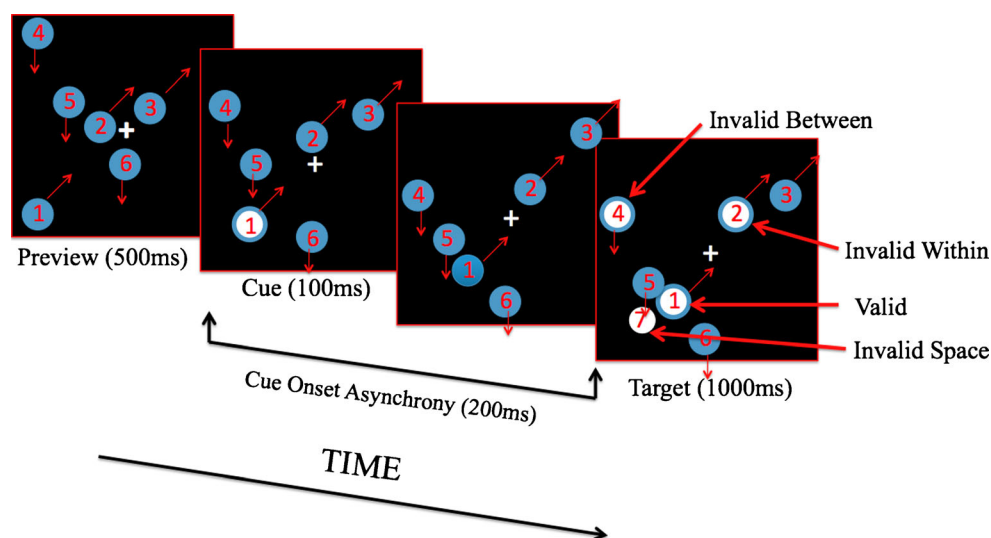 4
5
2
3
6
1
Preview (500ms)
4
3
2
5
1
6
Cue (100ms)
3
4
2
5
1
6
4
2
3
5
1
7
6
Target (1000ms)
Invalid Between
Invalid Within
Valid
Invalid Space
Cue Onset Asynchrony (200ms)
TIME